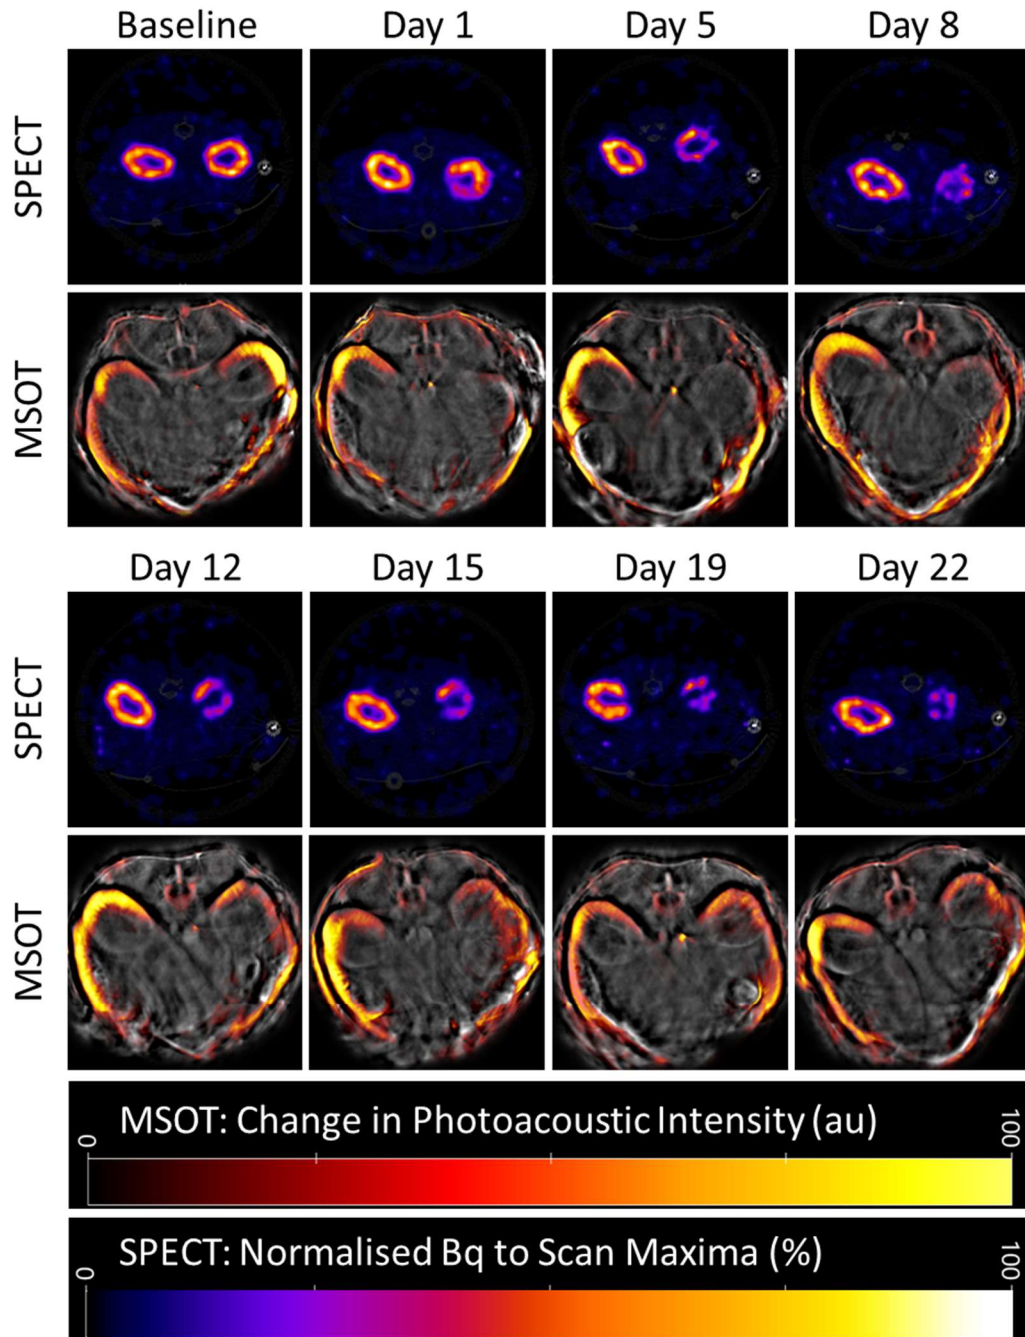 Baseline Day 1 Day 5 Day 8
SPECT
MSOT
Day 12 Day 15 Day 19 Day 22
SPECT
MSOT
MSOT: Change in Photoacoustic Intensity (au)
0 100
SPECT: Normalised Bq to Scan Maxima (%)
0 100